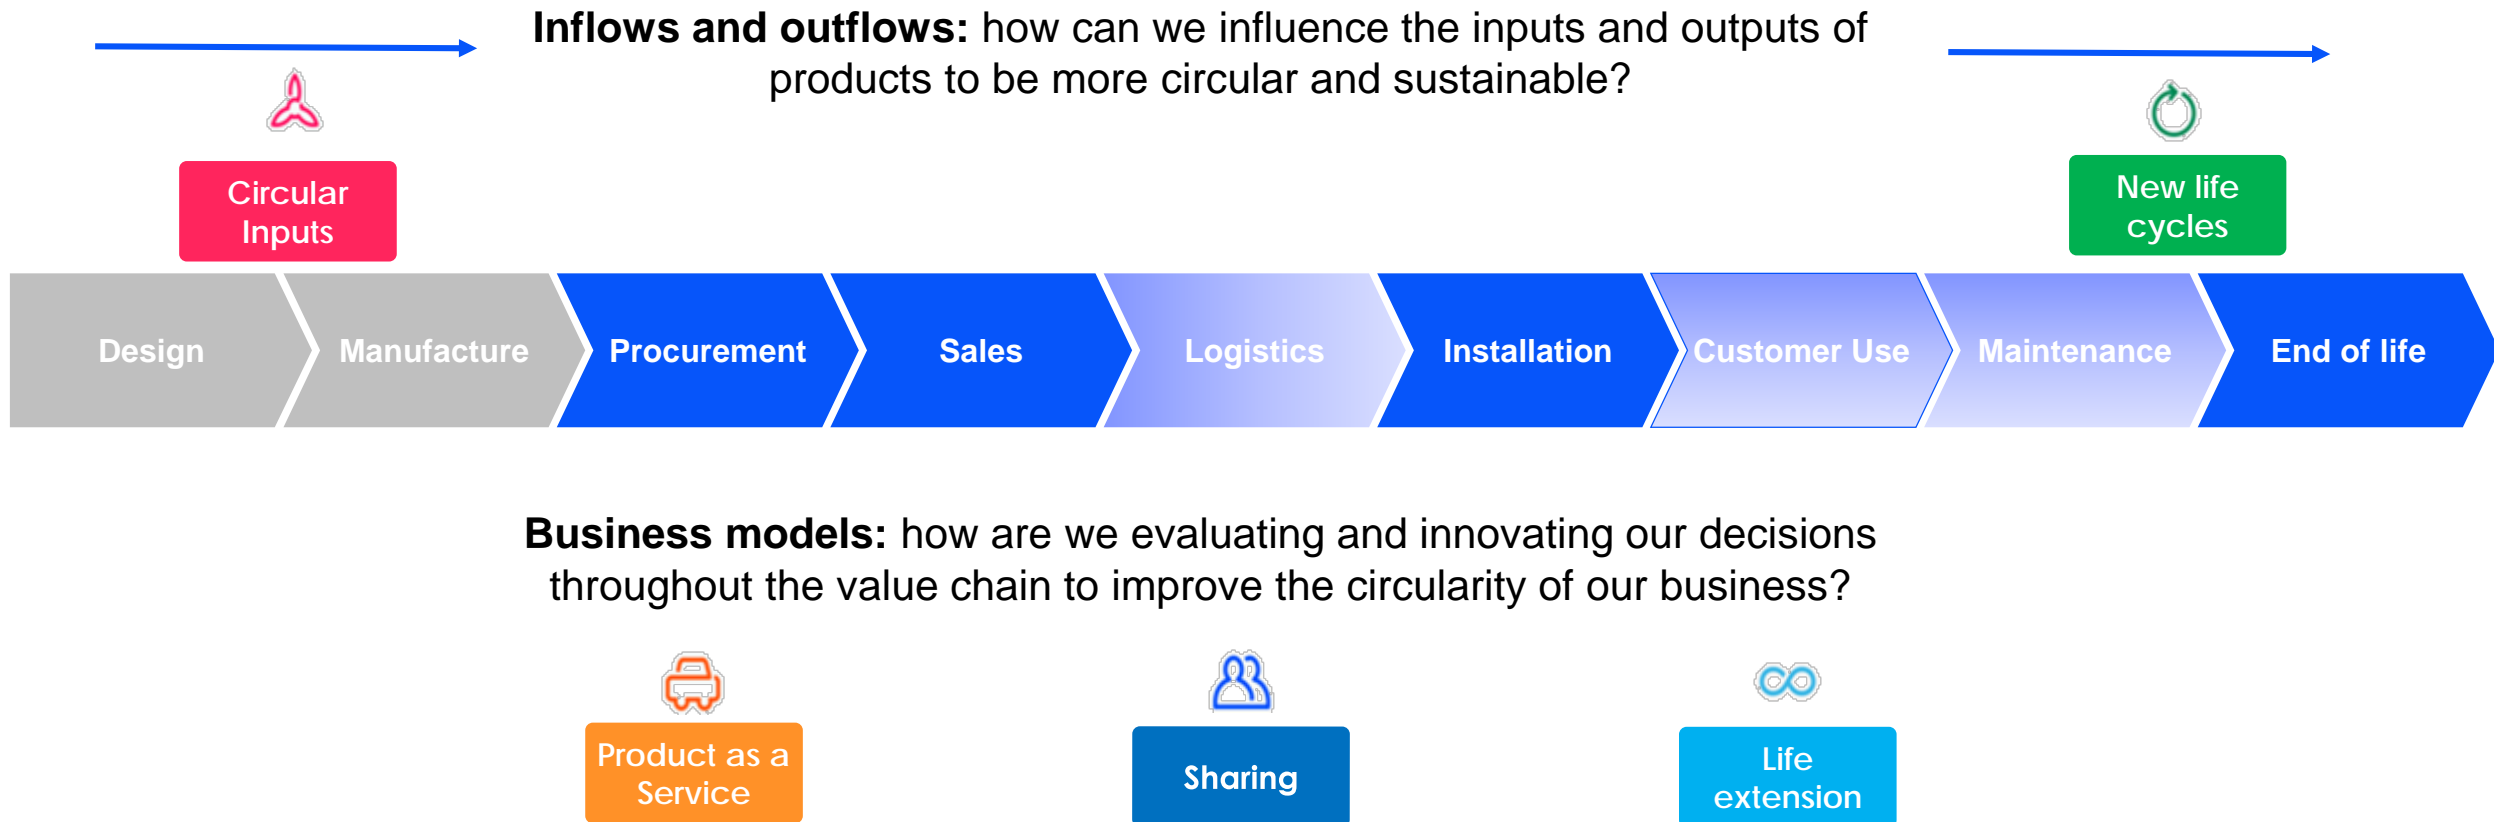 Inflows and outflows: how can we influence the inputs and outputs of
products to be more circular and sustainable?
Circular
Inputs
New life
cycles
Design
Manufacture
Procurement
Sales
Logistics
Installation
Customer Use
Maintenance
End of life
Business models: how are we evaluating and innovating our decisions
throughout the value chain to improve the circularity of our business?
Product as a
Service
Sharing
Life
extension